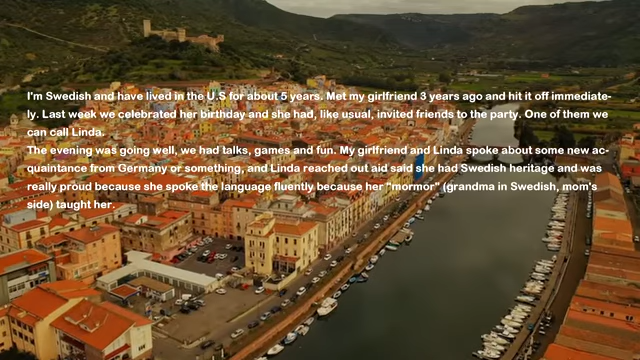 I'm Swedish and have lived in the U.S for about 5 years. Met my girlfriend 3 years ago and hit it off immediate-
ly. Last week we celebrated her birthday and she had, like usual, invited friends to the party. One of them we
can call Linda.
The evening was going well, we had talks, games and fun. My girlfriend and Linda spoke about some new ac-
quaintance from Germany or something, and Linda reached out aid said she had Swedish heritage and was
really proud because she spoke the language fluently because her "mormor" (grandma in Swedish, mom's
side) taught her.